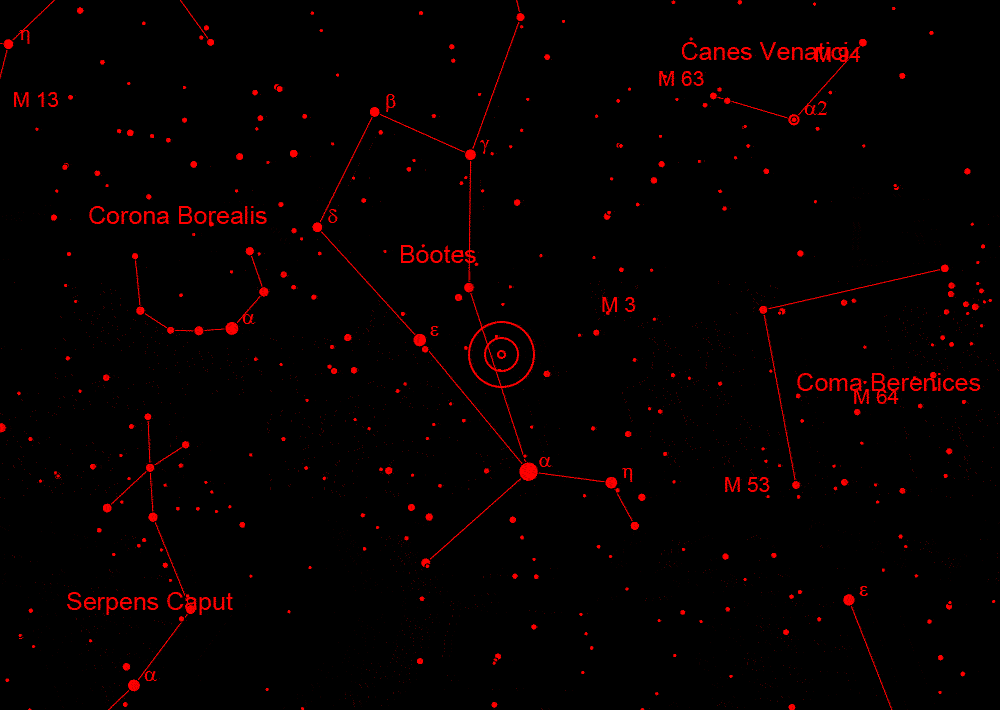 η
Canes Venatici
M 94
M 63
M 13
β
α2
γ
Corona Borealis
δ
Bootes
M 3
α
ε
Coma Berenices
M 64
α
η
M 53
Serpens Caput
ε
α